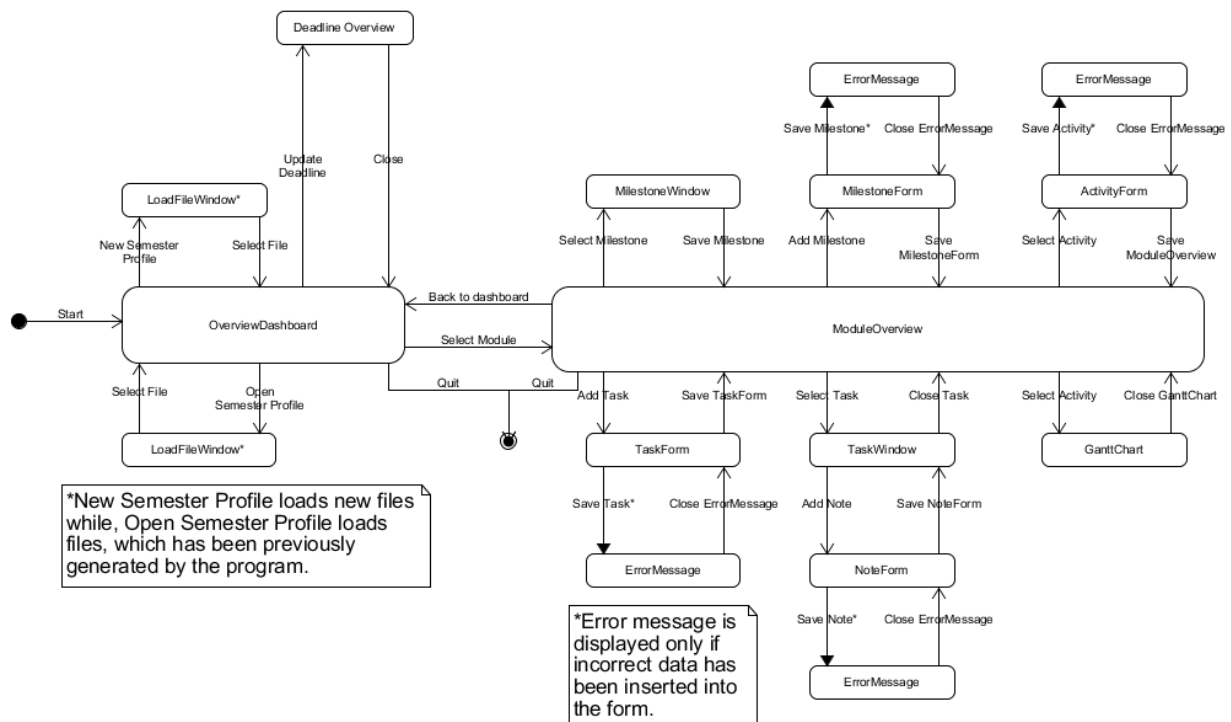 Deadline Overview
ErrorMessage
ErrorMessage
Save Milestone*
Close ErrorMessage
Save Activity*
Close ErrorMessage
Update
Deadline
Close
LoadFileWindow*
MilestoneWindow
MilestoneForm
ActivityForm
New Semester
Profile
Select File
Select Milestone
Save Milestone
Add Milestone
Save
MilestoneForm
Select Activity
Save
ModuleOverview
Start
OverviewDashboard
Back to dashboard
Select Module
ModuleOverview
Select File
Open
Semester Profile
Quit
Quit
Add Task
Save TaskForm
Select Task
Close Task
Select Activity
Close GanttChart
LoadFileWindow*
TaskForm
TaskWindow
GanttChart
*New Semester Profile loads new files
while, Open Semester Profile loads
files, which has been previously
generated by the program.
Save Task*
Close ErrorMessage
Add Note
Save NoteForm
ErrorMessage
NoteForm
*Error message is
displayed only if
incorrect data has
been inserted into
the form.
Save Note*
Close ErrorMessage
ErrorMessage